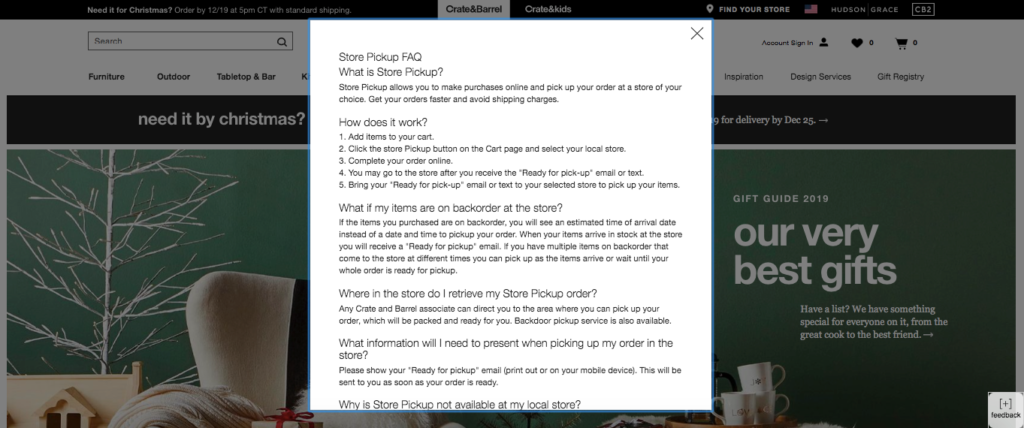 Need it for Christmas? Order by 12/19 at 5pm CT with standard shipping.
Crate&Barrel
Crate&kids
FIND YOUR STORE
HUDSON | GRACE
CB2
Search
Account Sign In
0
0
Furniture
Outdoor
Tabletop & Bar
K
Inspiration
Design Services
Gift Registry
need it by christmas?
9 for delivery by Dec 25. →
Store Pickup FAQ
What is Store Pickup?
Store Pickup allows you to make purchases online and pick up your order at a store of your
choice. Get your orders faster and avoid shipping charges.
How does it work?
1. Add items to your cart.
2. Click the store Pickup button on the Cart page and select your local store.
3. Complete your order online.
4. You may go to the store after you receive the "Ready for pick-up" email or text.
5. Bring your "Ready for pick-up" email or text to your selected store to pick up your items.
What if my items are on backorder at the store?
If the items you purchased are on backorder, you will see an estimated time of arrival date
instead of a date and time to pickup your order. When your items arrive in stock at the store
you will receive a "Ready for pickup" email. If you have multiple items on backorder that
come to the store at different times you can pick up as the items arrive or wait until your
whole order is ready for pickup.
Where in the store do I retrieve my Store Pickup order?
Any Crate and Barrel associate can direct you to the area where you can pick up your
order, which will be packed and ready for you. Backdoor pickup service is also available.
What information will I need to present when picking up my order in the
store?
Please show your "Ready for pickup" email (print out or on your mobile device). This will be
sent to you as soon as your order is ready.
Why is Store Pickup not available at my local store?
GIFT GUIDE 2019
our very
best gifts
Have a list? We have something
special for everyone on it, from the
great cook to the best friend. →
[+]
feedback